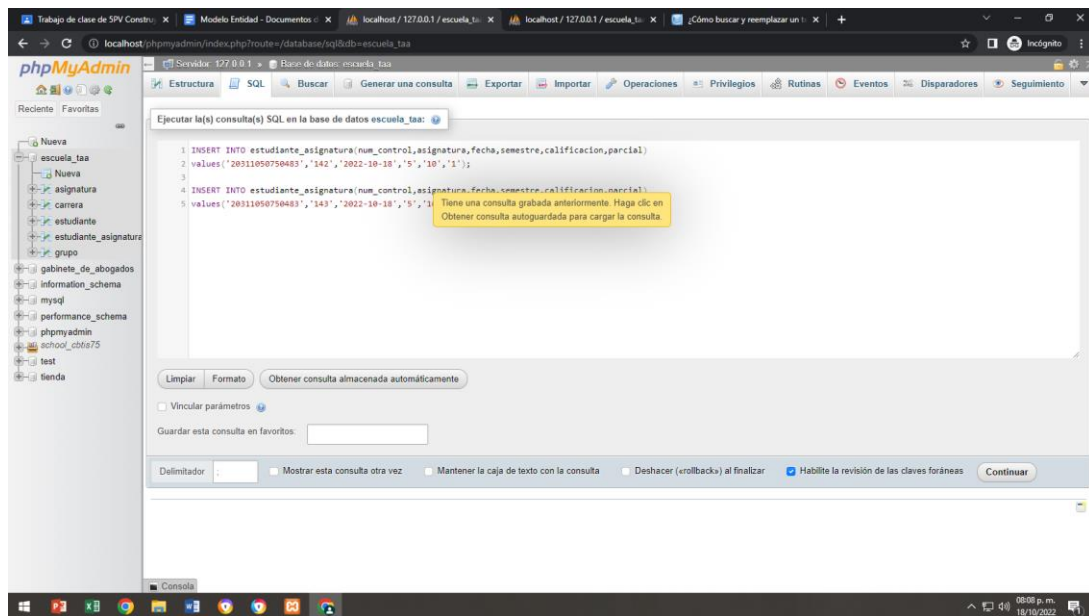 Trabajo de clase de 5PV Constru
Modelo Entidad - Documentos d
localhost / 127.0.0.1 / escuela_ta
localhost / 127.0.0.1 / escuela_ta
¿Cómo buscar y reemplazar un t
localhost/phpmyadmin/index.php?route=/database/sql&db=escuela_taa
Incógnito
phpMyAdmin
Servidor: 127.0.0.1 » Base de datos: escuela_taa
Estructura SQL Buscar Generar una consulta Exportar Importar Operaciones Privilegios Rutinas Eventos Disparadores Seguimiento
Reciente Favoritas
Nueva
escuela_taa
Nueva
asignatura
carrera
estudiante
estudiante_asignatura
grupo
gabinete_de_abogados
information_schema
mysql
performance_schema
phpmyadmin
school_cbtis75
test
tienda
Ejecutar la(s) consulta(s) SQL en la base de datos escuela_taa:
1 INSERT INTO estudiante_asignatura(num_control,asignatura,fecha,semestre,calificacion,parcial)
2 values('20311050750483','142','2022-10-18','5','10','1');
3
4 INSERT INTO estudiante_asignatura(num_control,asignatura,fecha,semestre,calificacion,parcial)
5 values('20311050750483','143','2022-10-18','5','1
Tiene una consulta grabada anteriormente. Haga clic en
Obtener consulta autoguardada para cargar la consulta.
Limpiar Formato Obtener consulta almacenada automáticamente
Vincular parámetros
Guardar esta consulta en favoritos:
Delimitador ; Mostrar esta consulta otra vez Mantener la caja de texto con la consulta Deshacer («rollback») al finalizar Habilite la revisión de las claves foráneas Continuar
Consola
08:08 p. m.
18/10/2022